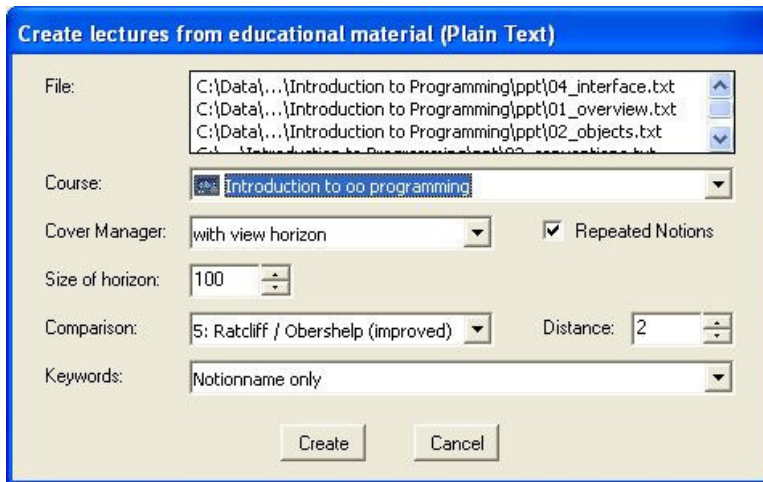 Create lectures from educational material (Plain Text)
File:
C:\Data\...\Introduction to Programming\ppt\04_interface.txt
C:\Data\...\Introduction to Programming\ppt\01_overview.txt
C:\Data\...\Introduction to Programming\ppt\02_objects.txt
Course: Introduction to oo programming
Cover Manager: with view horizon Repeated Notions
Size of horizon: 100
Comparison: 5: Ratcliff / Obershelp (improved) Distance: 2
Keywords: Notionname only
Create Cancel